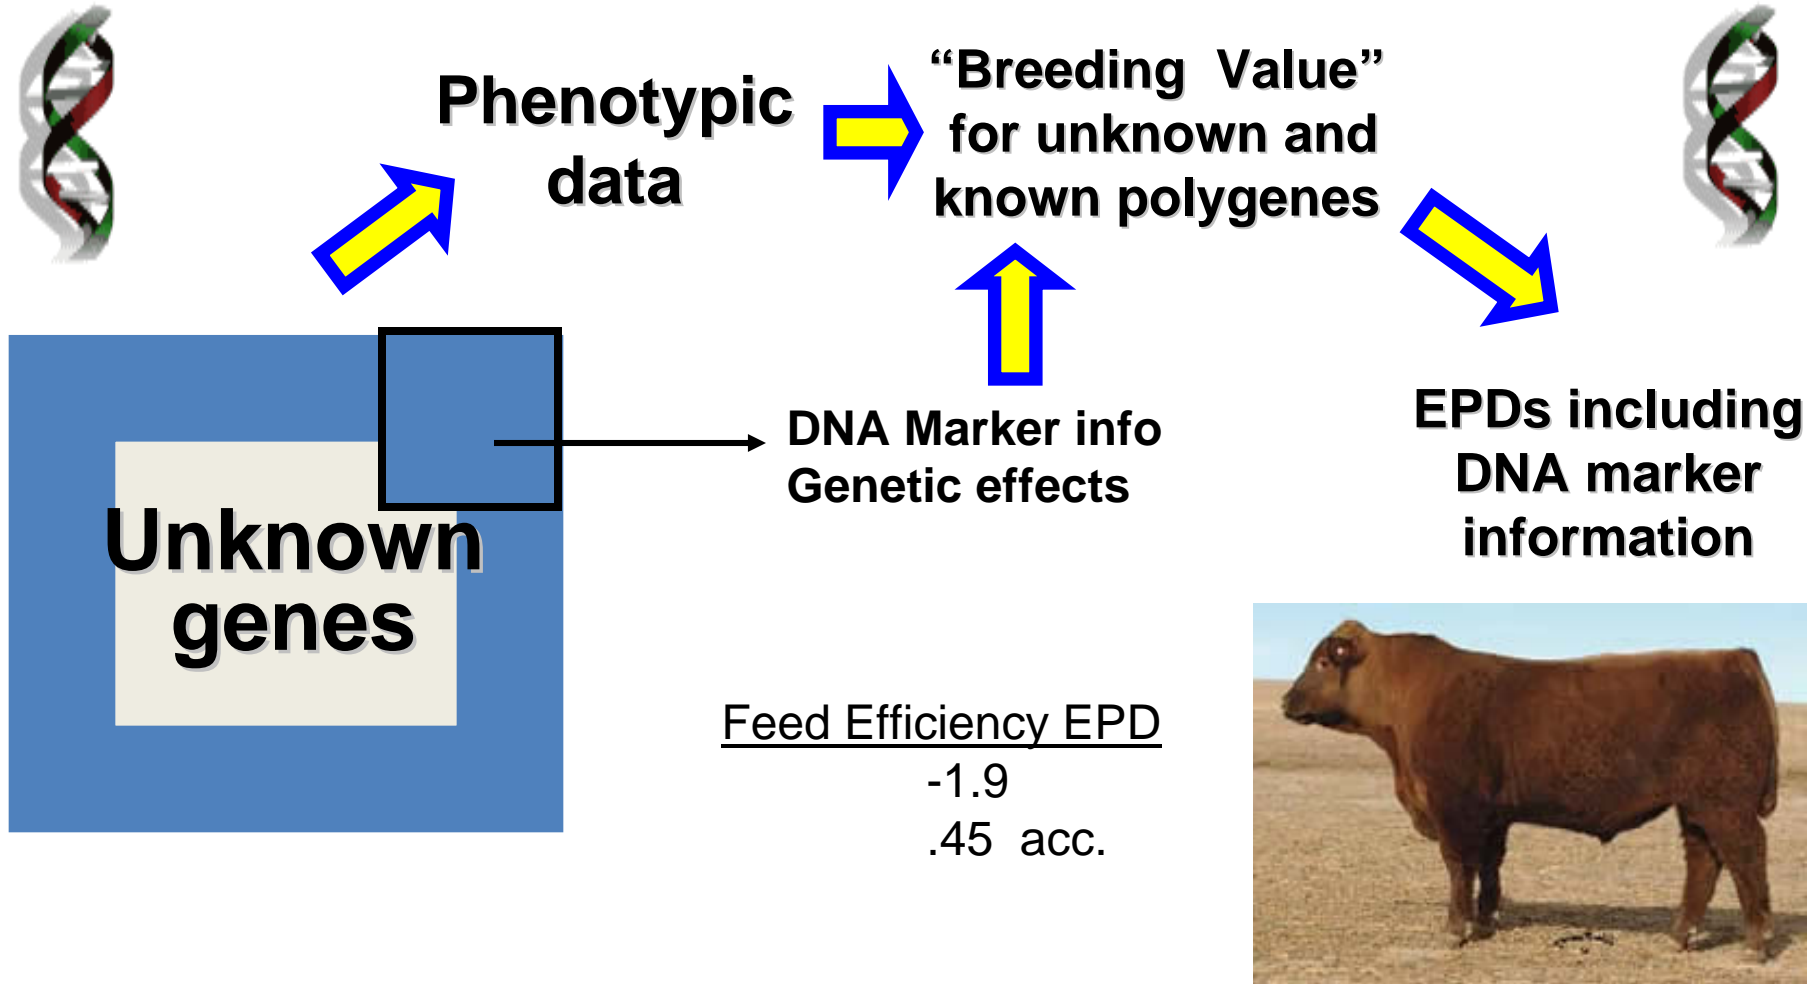 Phenotypic
data
“Breeding Value”
for unknown and
known polygenes
DNA Marker info
Genetic effects
EPDs including
DNA marker
information
Unknown
genes
Feed Efficiency EPD
-1.9
.45 acc.